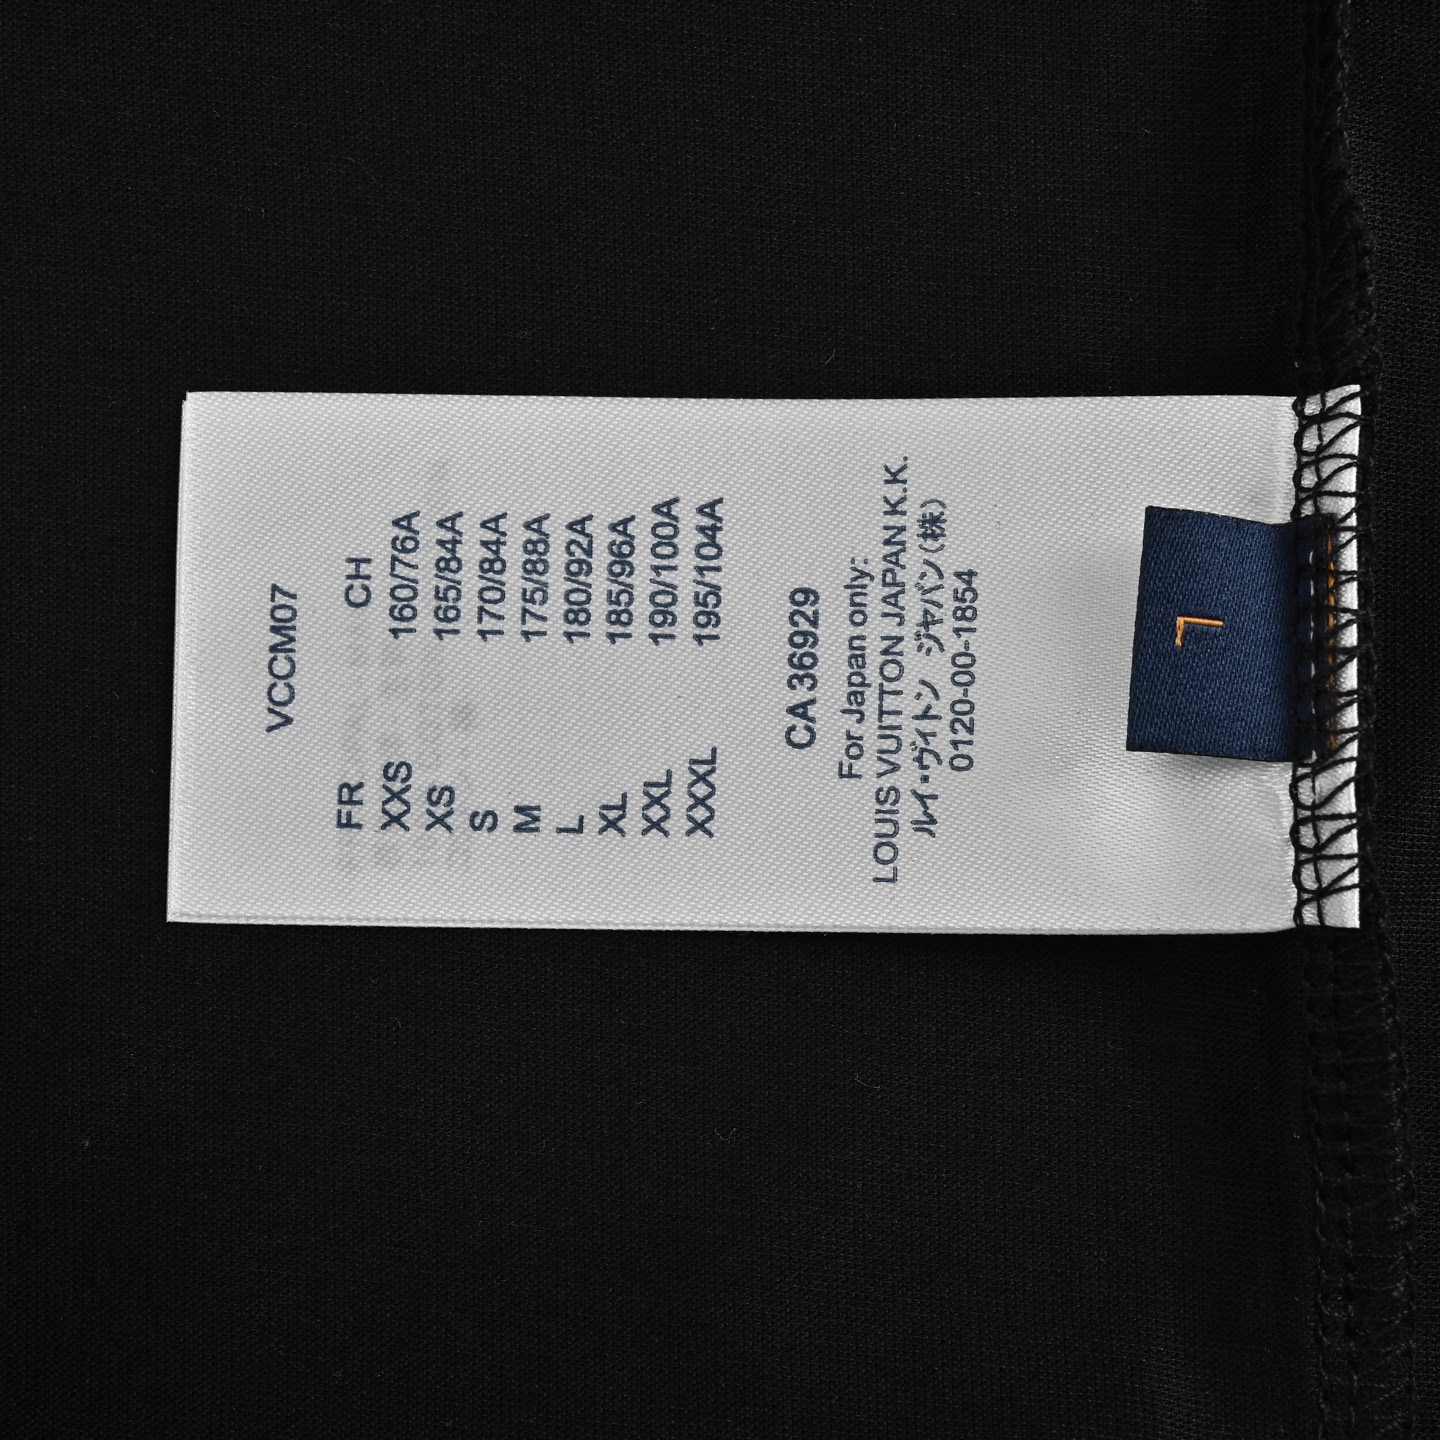 VCCM07
FR CH
XXS 160/76A
XS 165/84A
S 170/84A
M 175/88A
L 180/92A
XL 185/96A
XXL 190/100A
XXXL 195/104A
CA 36929
For Japan only:
LOUIS VUITTON JAPAN K.K.
ルイ・ヴィトン ジャパン(株)
0120-00-1854
L